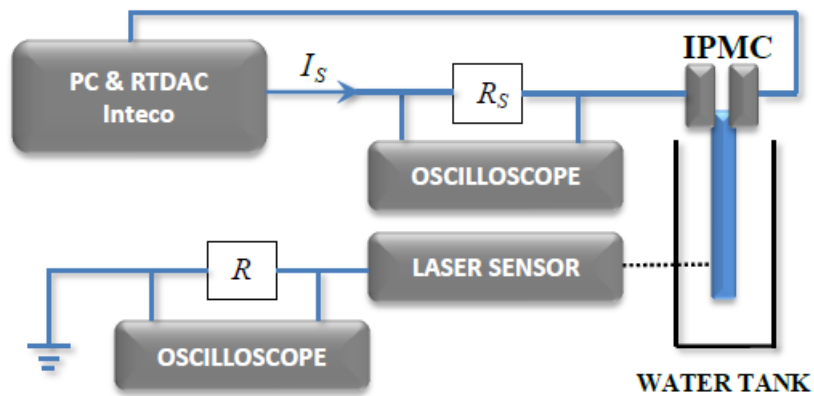 IPMC
PC & RTDAC
Inteco
I_S
R_S
OSCILLOSCOPE
R
LASER SENSOR
OSCILLOSCOPE
WATER TANK